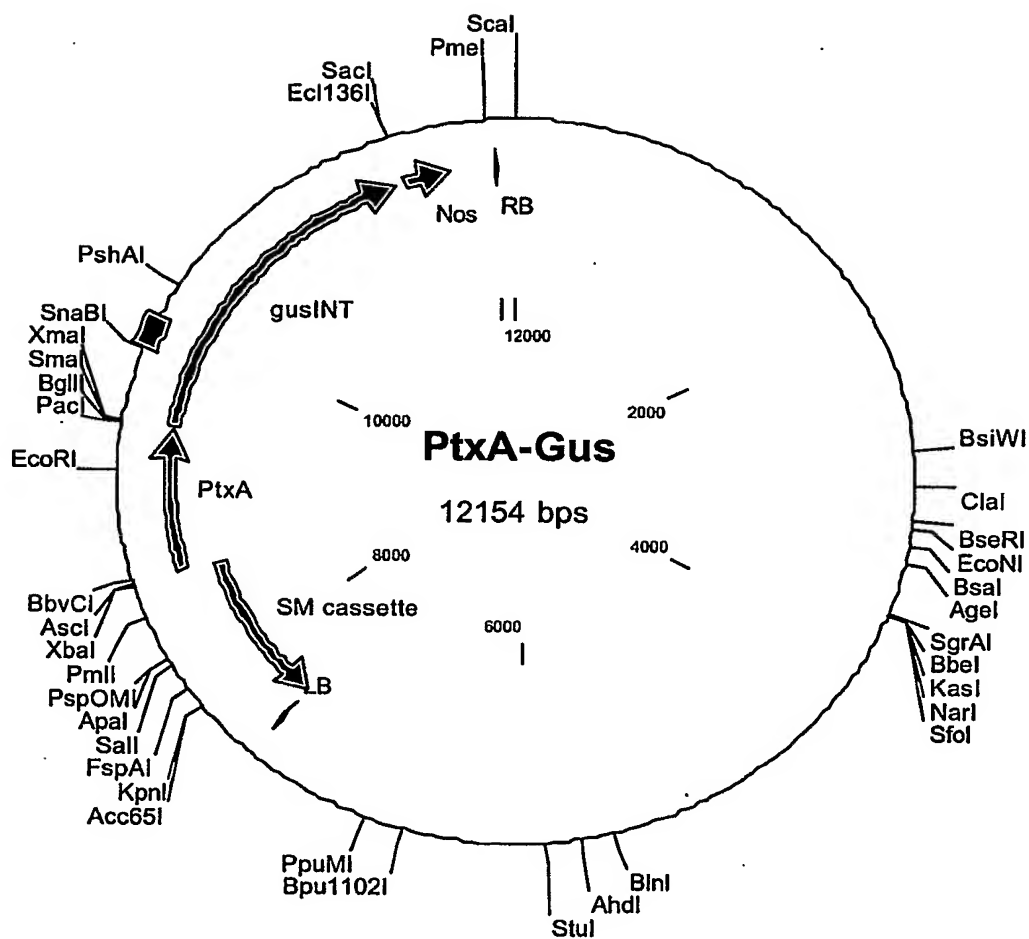 ScaI
PmeI
SacI
Ecl136I
Nos
RB
PshAI
gusINT
SnaBI
XmaI
SmaI
BglII
PacI
12000
10000
2000
EcoRI
PtxA-Gus
PtxA
12154 bps
BsiWI
ClaI
BseRI
EcoNI
BsaI
AgeI
8000
4000
SM cassette
6000
BbvCI
AscI
XbaI
PmlI
PspOMI
ApaI
SalI
FspAI
KpnI
Acc65I
LB
SgrAI
BbeI
KasI
NarI
SfoI
PpuMI
Bpu1102I
BlnI
AhdI
StuI